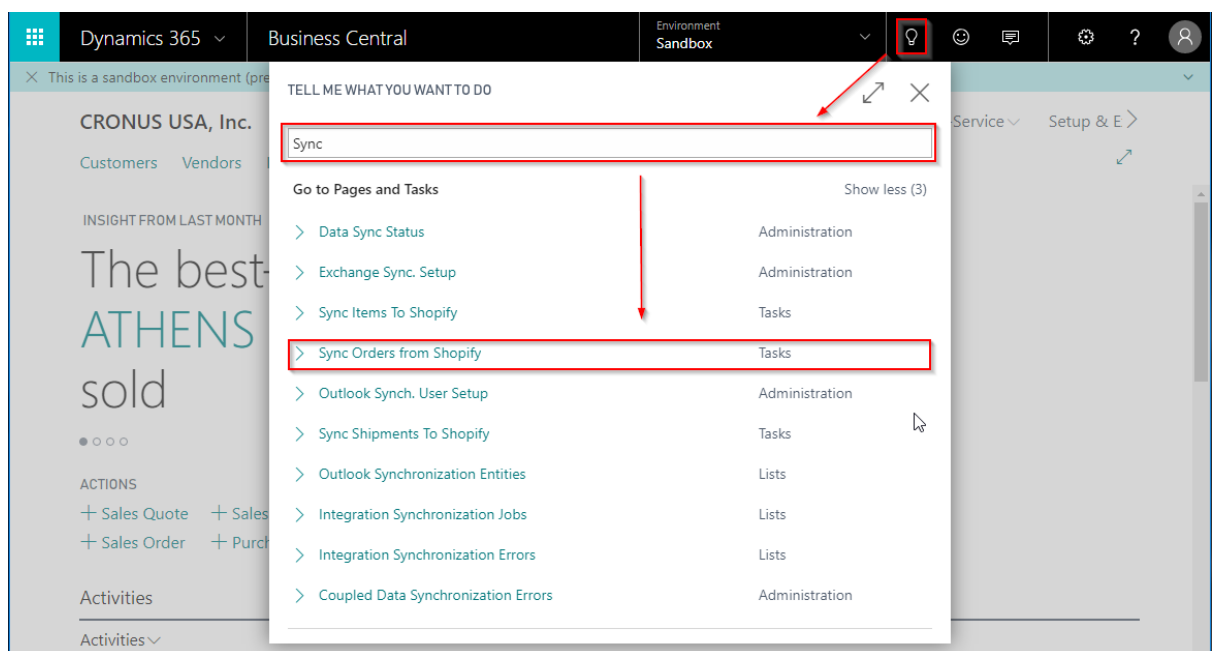 Dynamics 365 Business Central Environment Sandbox ?
This is a sandbox environment (pre
TELL ME WHAT YOU WANT TO DO
CRONUS USA, Inc. Service Setup & E
Sync
Customers Vendors
Go to Pages and Tasks Show less (3)
INSIGHT FROM LAST MONTH
Data Sync Status Administration
The best-
Exchange Sync. Setup Administration
ATHENS
Sync Items To Shopify Tasks
Sync Orders from Shopify Tasks
sold
Outlook Synch. User Setup Administration
Sync Shipments To Shopify Tasks
ACTIONS
Outlook Synchronization Entities Lists
+ Sales Quote + Sales
Integration Synchronization Jobs Lists
+ Sales Order + Purch
Integration Synchronization Errors Lists
Activities
Coupled Data Synchronization Errors Administration
Activities